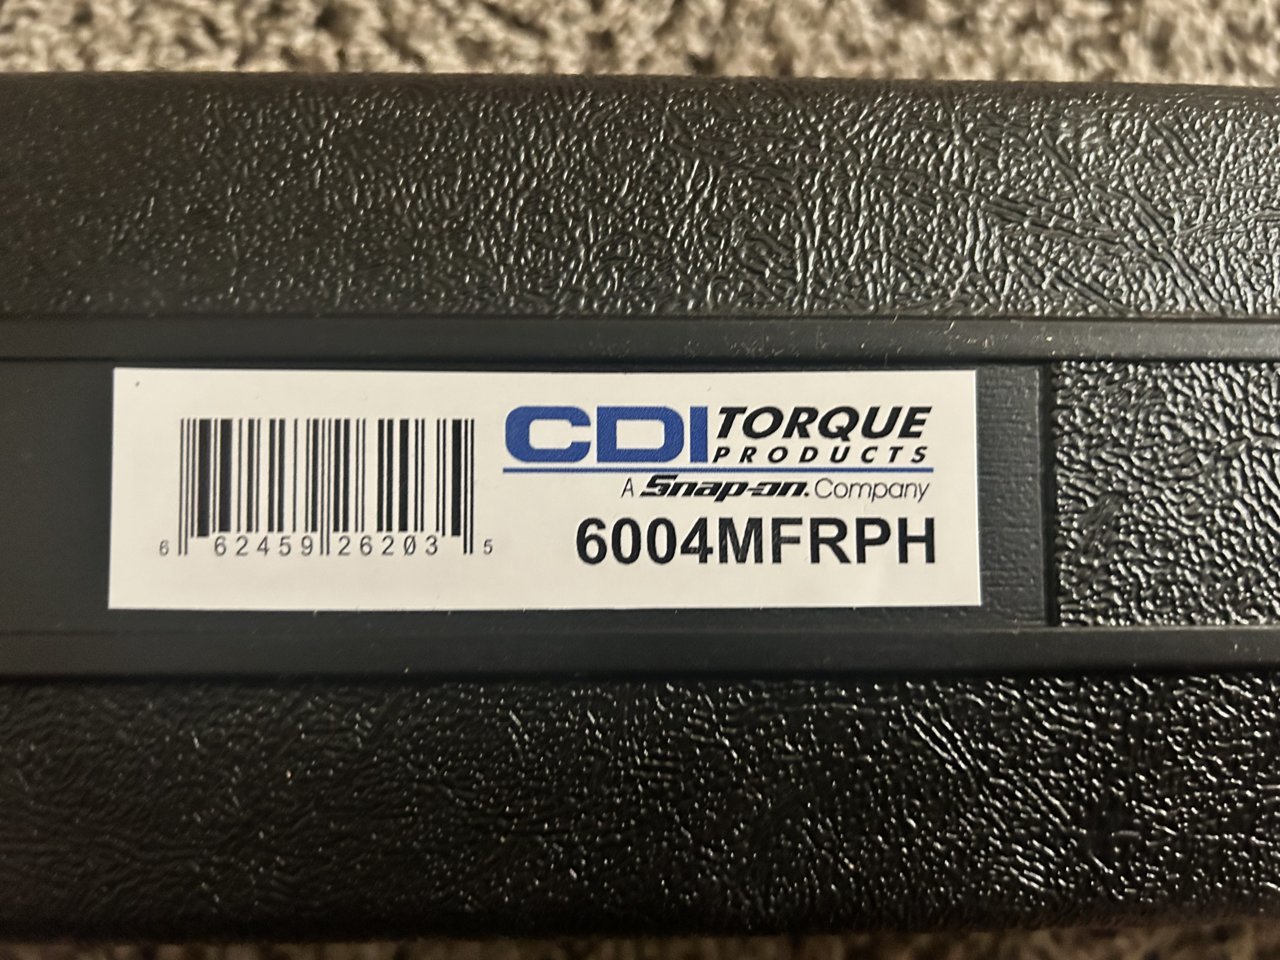 CDI TORQUE
PRODUCTS
A Snap-on. Company
6004MFRPH
6 62459 26203 5